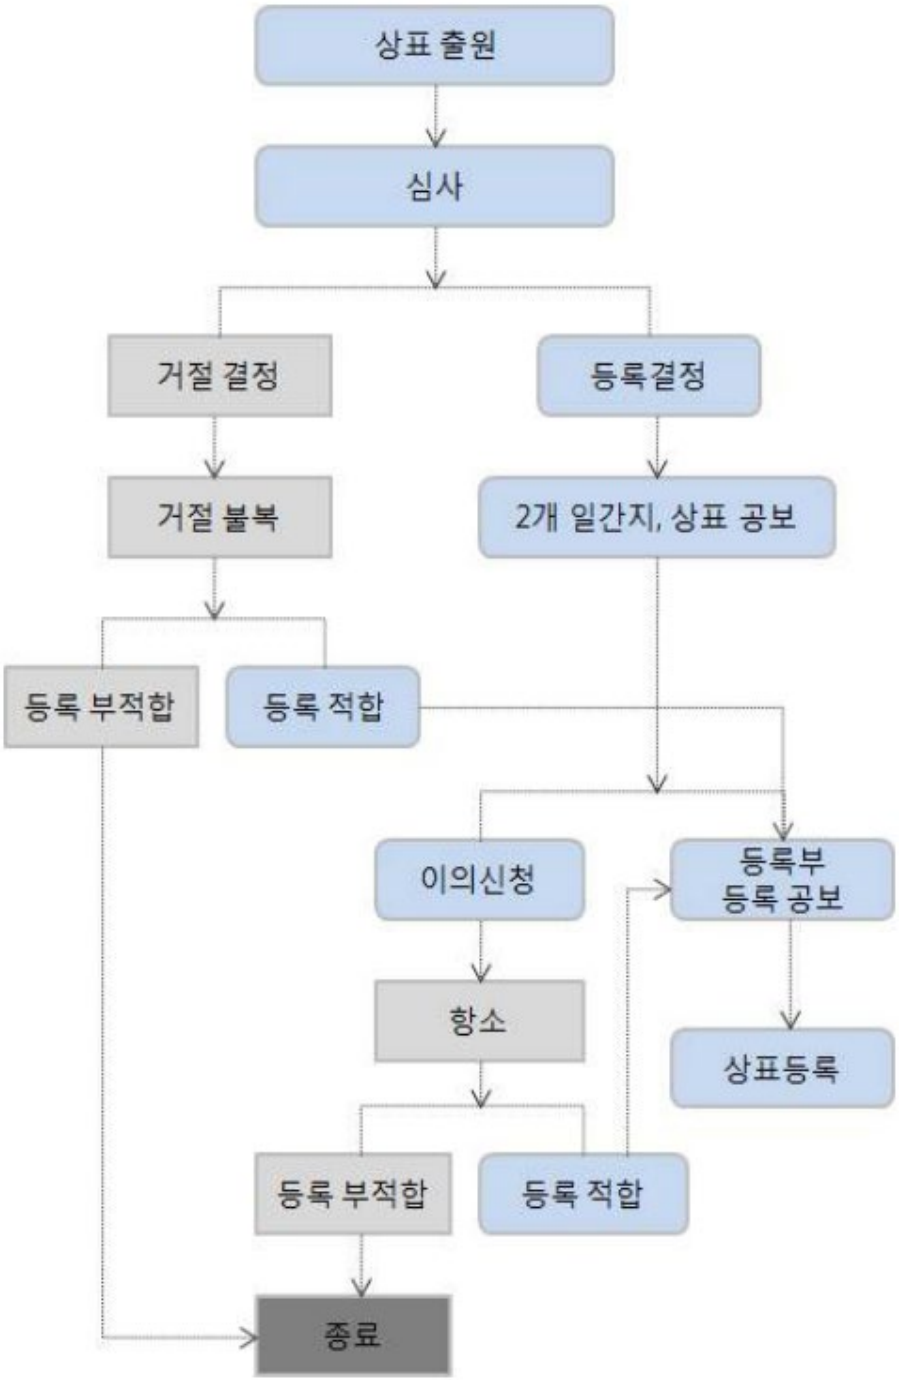 상표 출원
심사
거절 결정
등록결정
거절 불복
2개 일간지, 상표 공보
등록 부적합
등록 적합
이의신청
등록부
등록 공보
항소
상표등록
등록 부적합
등록 적합
종료